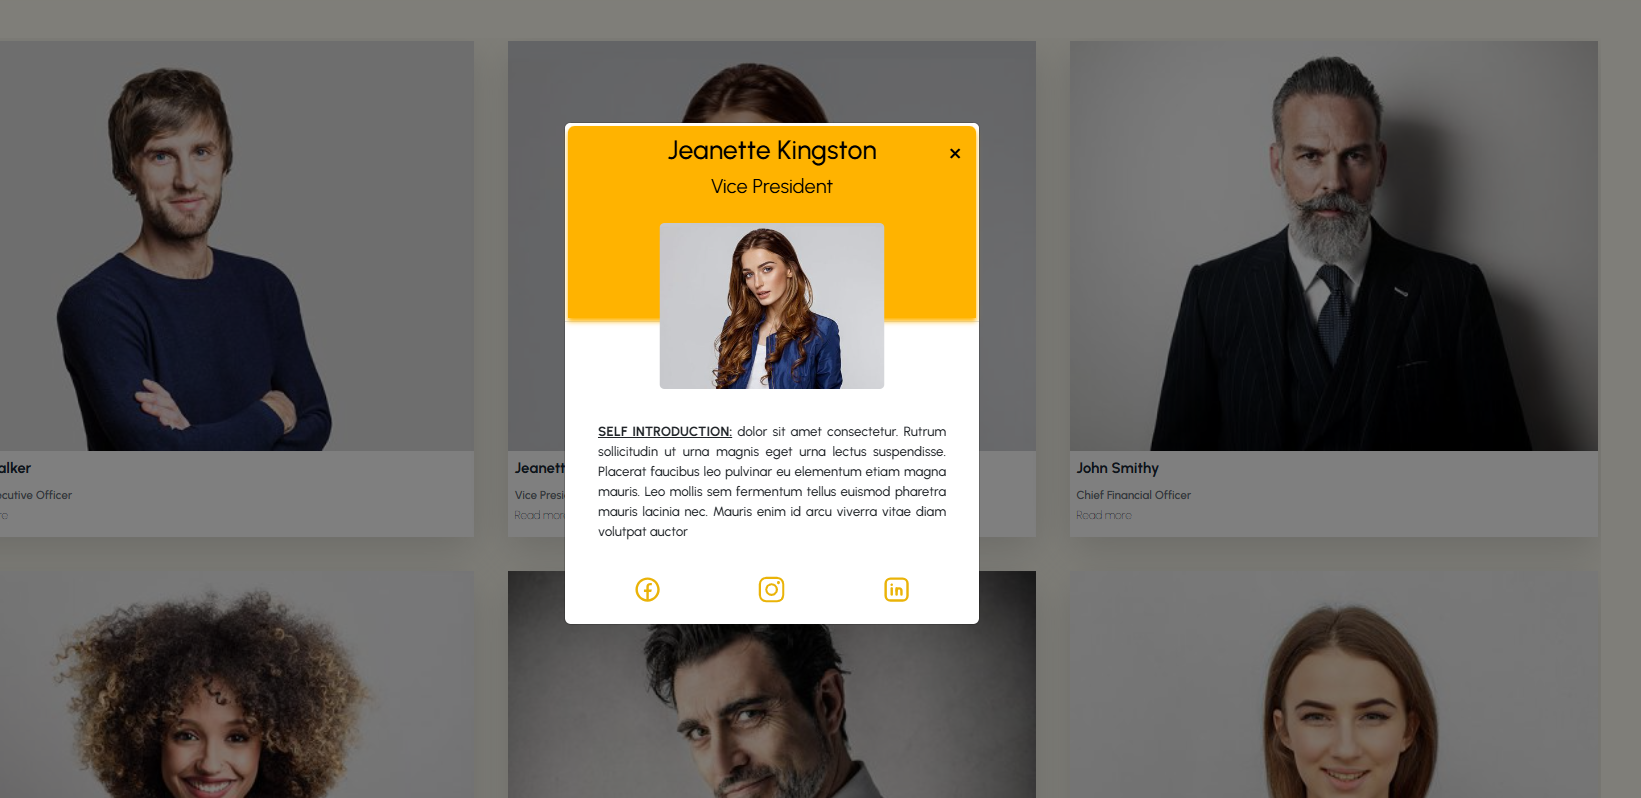 Jeanette Kingston
Vice President
SELF INTRODUCTION: dolor sit amet consectetur. Rutrum
sollicitudin ut urna magnis eget urna lectus suspendisse.
Placerat faucibus leo pulvinar eu elementum etiam magna
mauris. Leo mollis sem fermentum tellus euismod pharetra
mauris lacinia nec. Mauris enim id arcu viverra vitae diam
volutpat auctor
alker
ecutive Officer
re
Jeanett
Vice Presi
Read mor
John Smithy
Chief Financial Officer
Read more